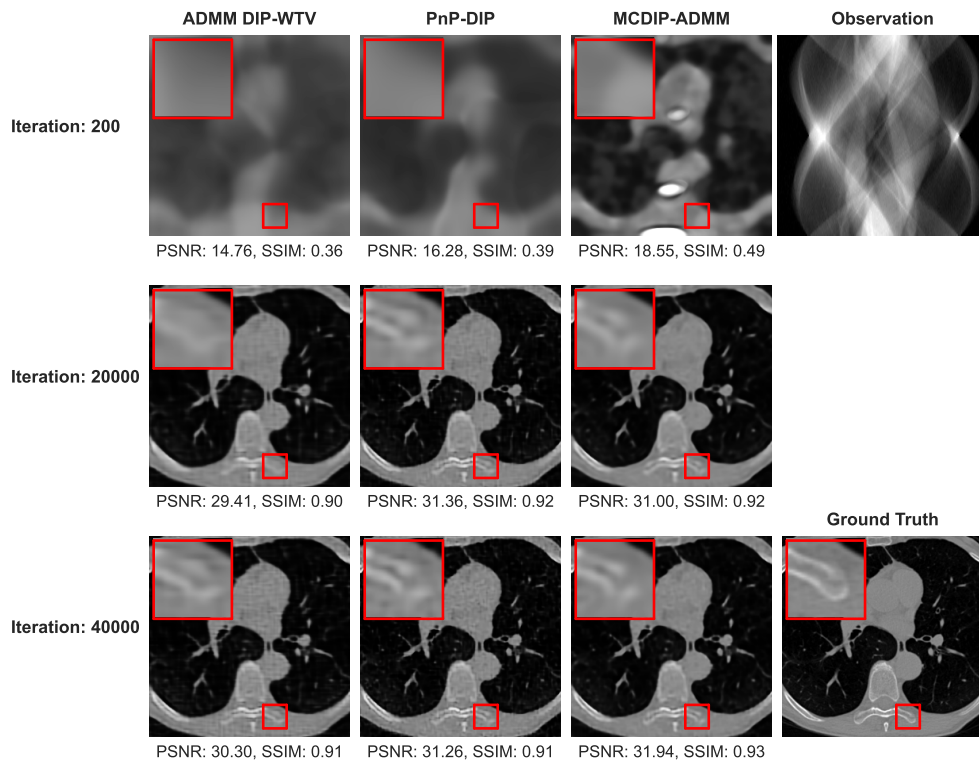 ADMM DIP-WTV PnP-DIP MCDIP-ADMM Observation
Iteration: 200
PSNR: 14.76, SSIM: 0.36 PSNR: 16.28, SSIM: 0.39 PSNR: 18.55, SSIM: 0.49
Iteration: 20000
PSNR: 29.41, SSIM: 0.90 PSNR: 31.36, SSIM: 0.92 PSNR: 31.00, SSIM: 0.92
Ground Truth
Iteration: 40000
PSNR: 30.30, SSIM: 0.91 PSNR: 31.26, SSIM: 0.91 PSNR: 31.94, SSIM: 0.93